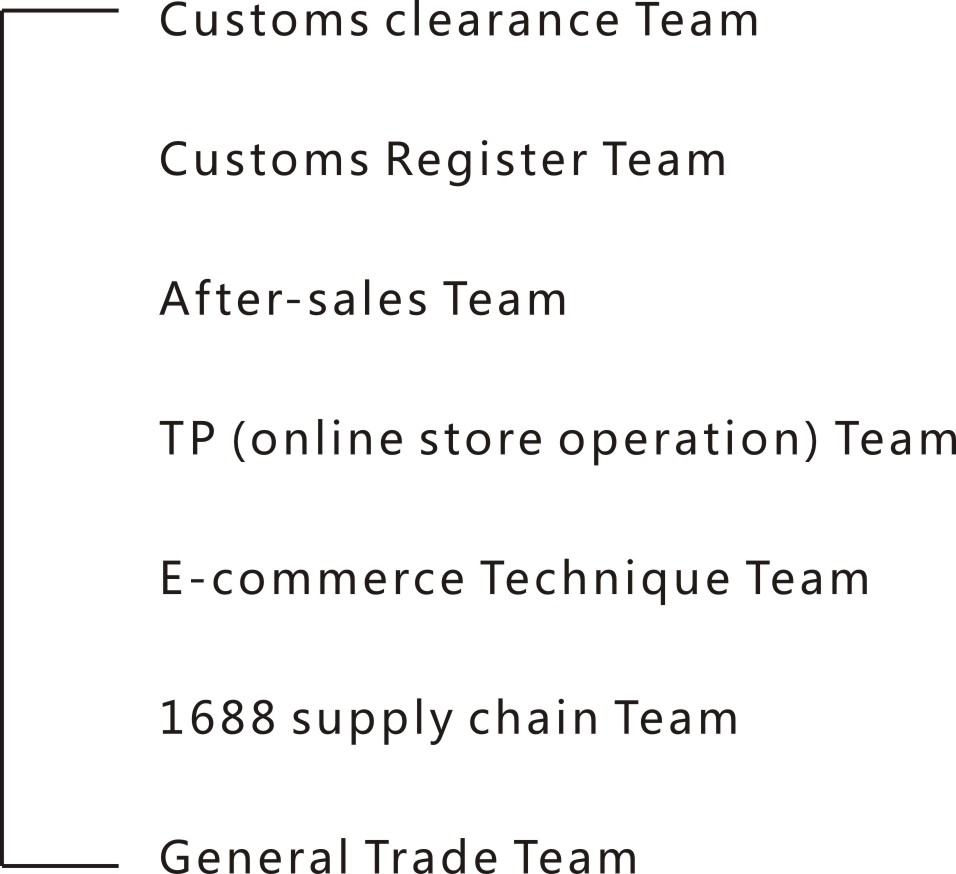 Customs clearance Team
Customs Register Team
After-sales Team
TP (online store operation) Team
E-commerce Technique Team
1688 supply chain Team
General Trade Team